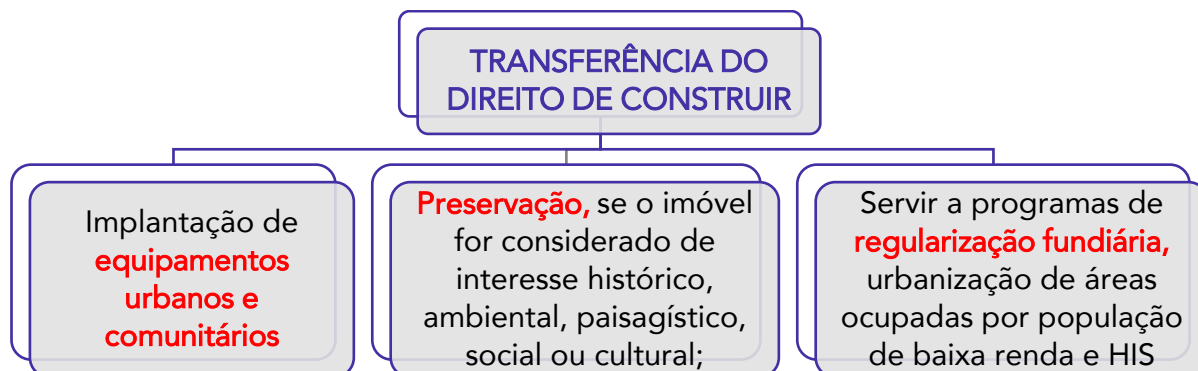 TRANSFERÊNCIA DO
DIREITO DE CONSTRUIR
Implantação de
equipamentos
urbanos e
comunitários
Preservação, se o imóvel
for considerado de
interesse histórico,
ambiental, paisagístico,
social ou cultural;
Servir a programas de
regularização fundiária,
urbanização de áreas
ocupadas por população
de baixa renda e HIS